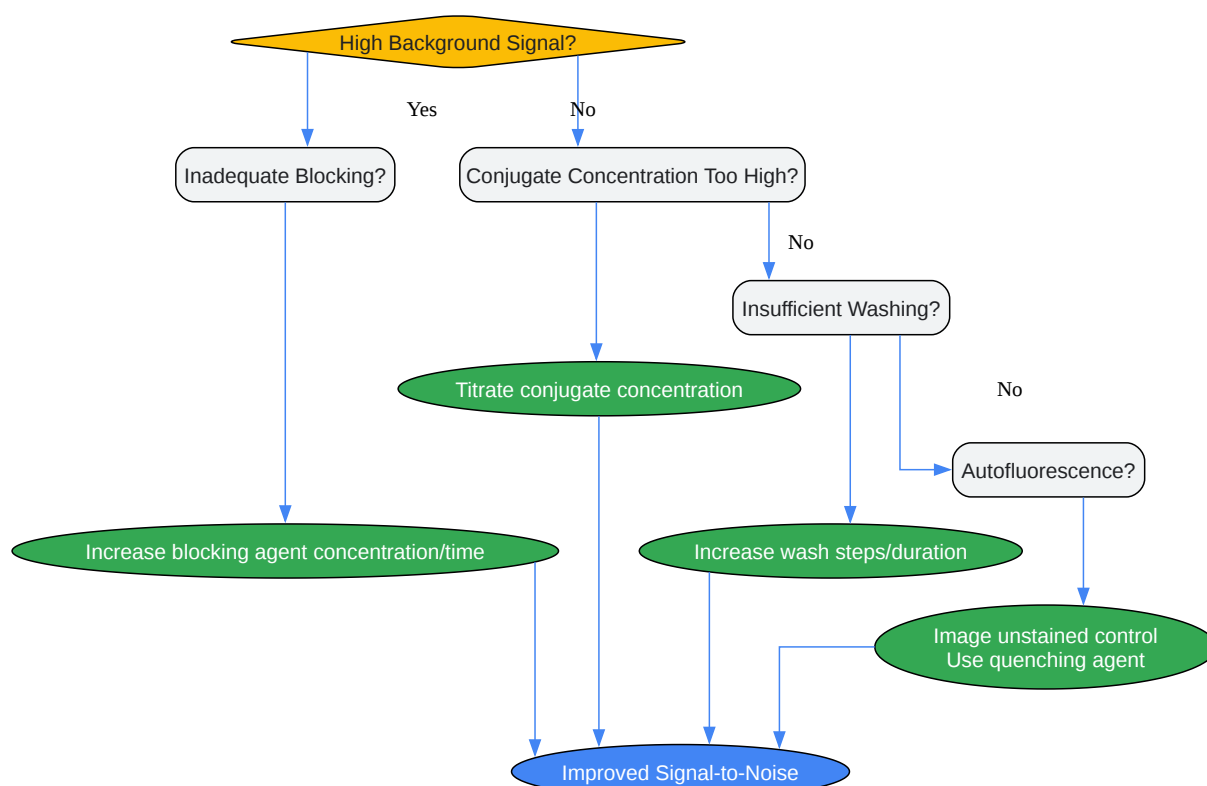 High Background Signal?
Yes
No
Inadequate Blocking?
Conjugate Concentration Too High?
No
Insufficient Washing?
Titrate conjugate concentration
No
Autofluorescence?
Increase blocking agent concentration/time
Increase wash steps/duration
Image unstained control
Use quenching agent
Improved Signal-to-Noise